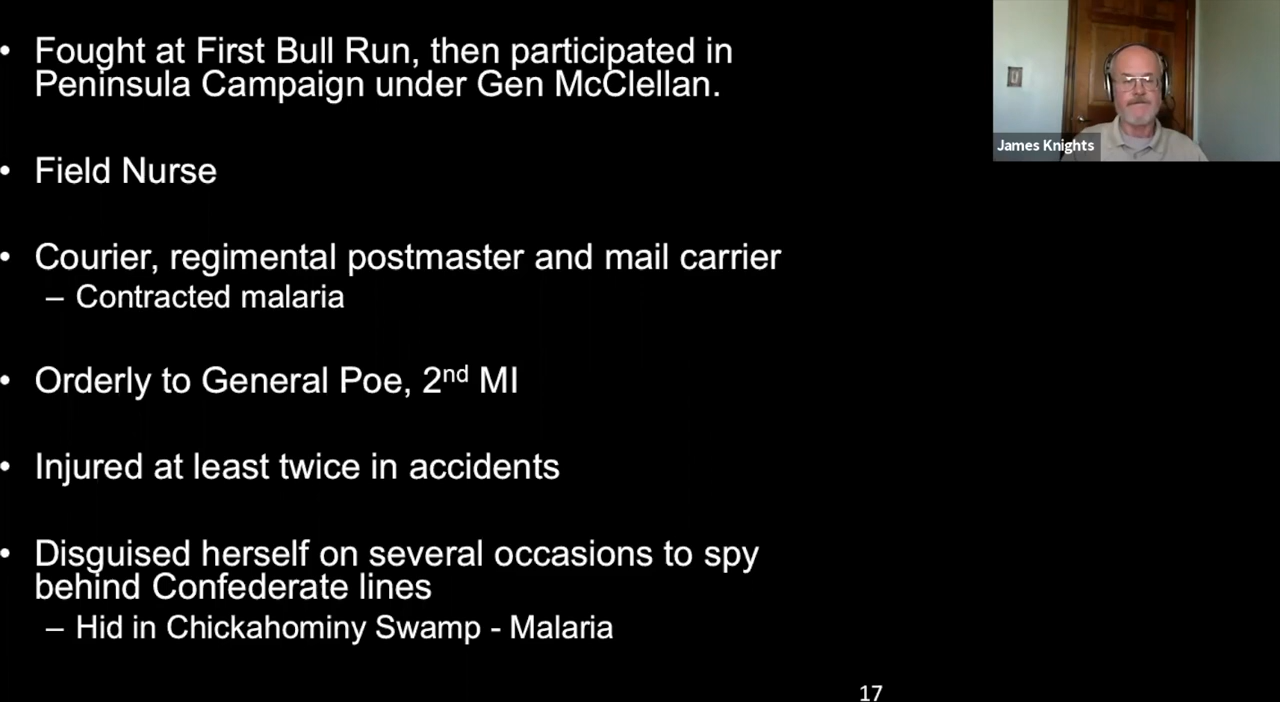 • Fought at First Bull Run, then participated in
Peninsula Campaign under Gen McClellan.
• Field Nurse
• Courier, regimental postmaster and mail carrier
– Contracted malaria
• Orderly to General Poe, 2nd MI
• Injured at least twice in accidents
• Disguised herself on several occasions to spy
behind Confederate lines
– Hid in Chickahominy Swamp - Malaria
17
James Knights